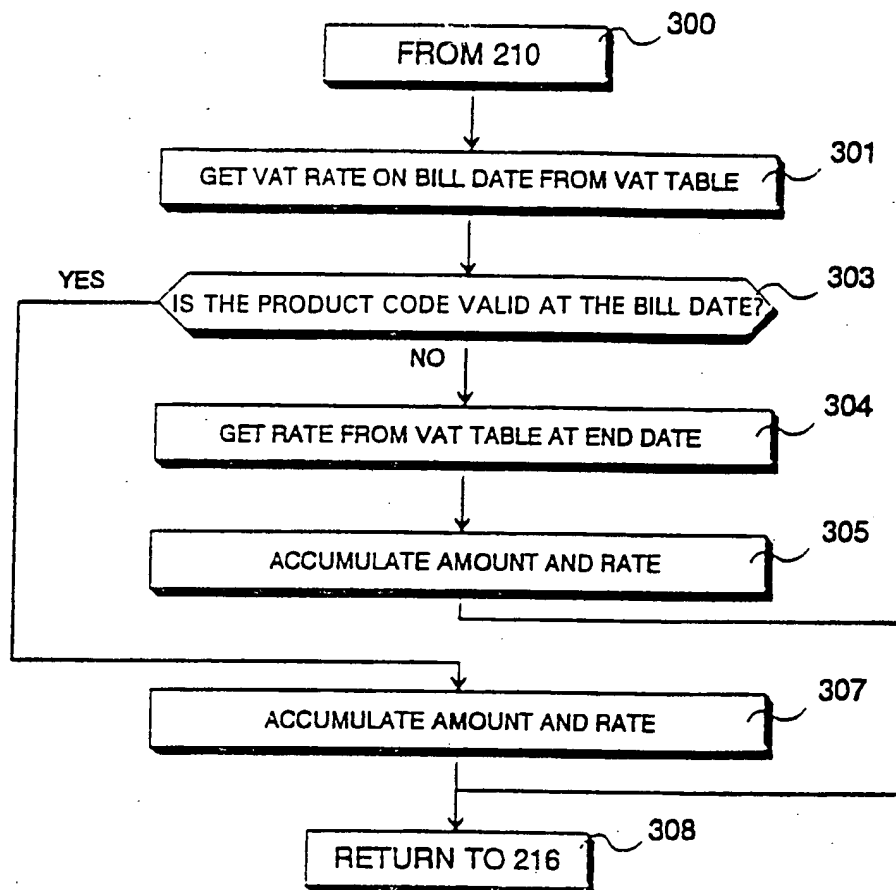 300
FROM 210
301
GET VAT RATE ON BILL DATE FROM VAT TABLE
YES
303
IS THE PRODUCT CODE VALID AT THE BILL DATE?
NO
304
GET RATE FROM VAT TABLE AT END DATE
305
ACCUMULATE AMOUNT AND RATE
307
ACCUMULATE AMOUNT AND RATE
308
RETURN TO 216